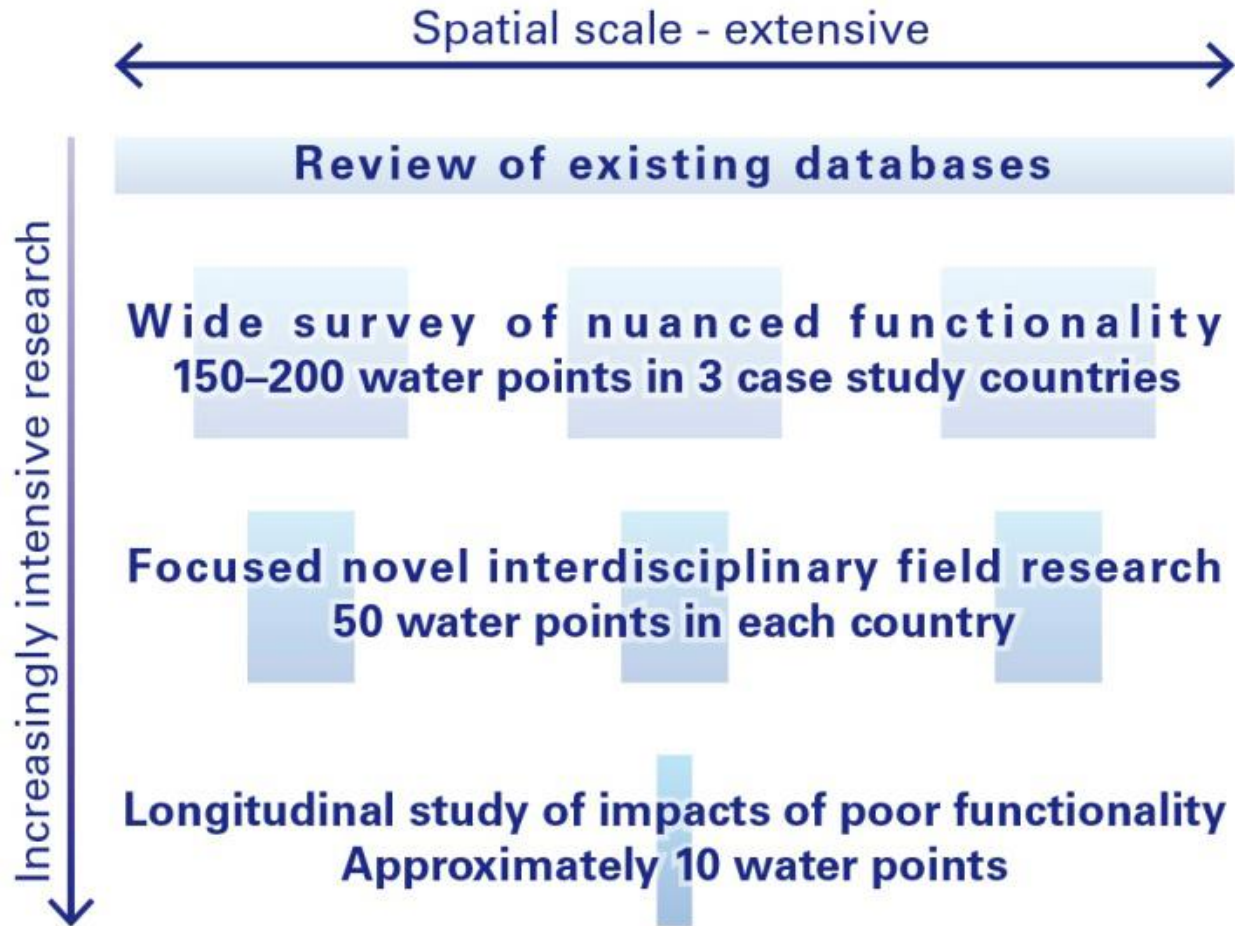 Spatial scale - extensive
Increasingly intensive research
Review of existing databases
Wide survey of nuanced functionality
150–200 water points in 3 case study countries
Focused novel interdisciplinary field research
50 water points in each country
Longitudinal study of impacts of poor functionality
Approximately 10 water points